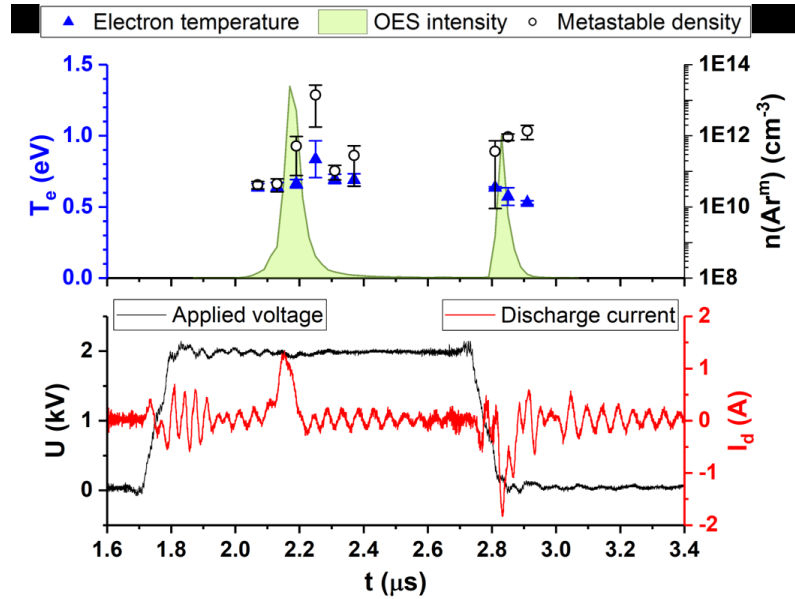 Electron temperature OES intensity Metastable density
1.5
1.0
0.5
0.0
Te (eV)
1E14
1E12
1E10
1E8
n(Ar^m) (cm^-3)
Applied voltage Discharge current
2
1
0
U (kV)
2
1
0
-1
-2
I_d (A)
1.6 1.8 2.0 2.2 2.4 2.6 2.8 3.0 3.2 3.4
t (μs)